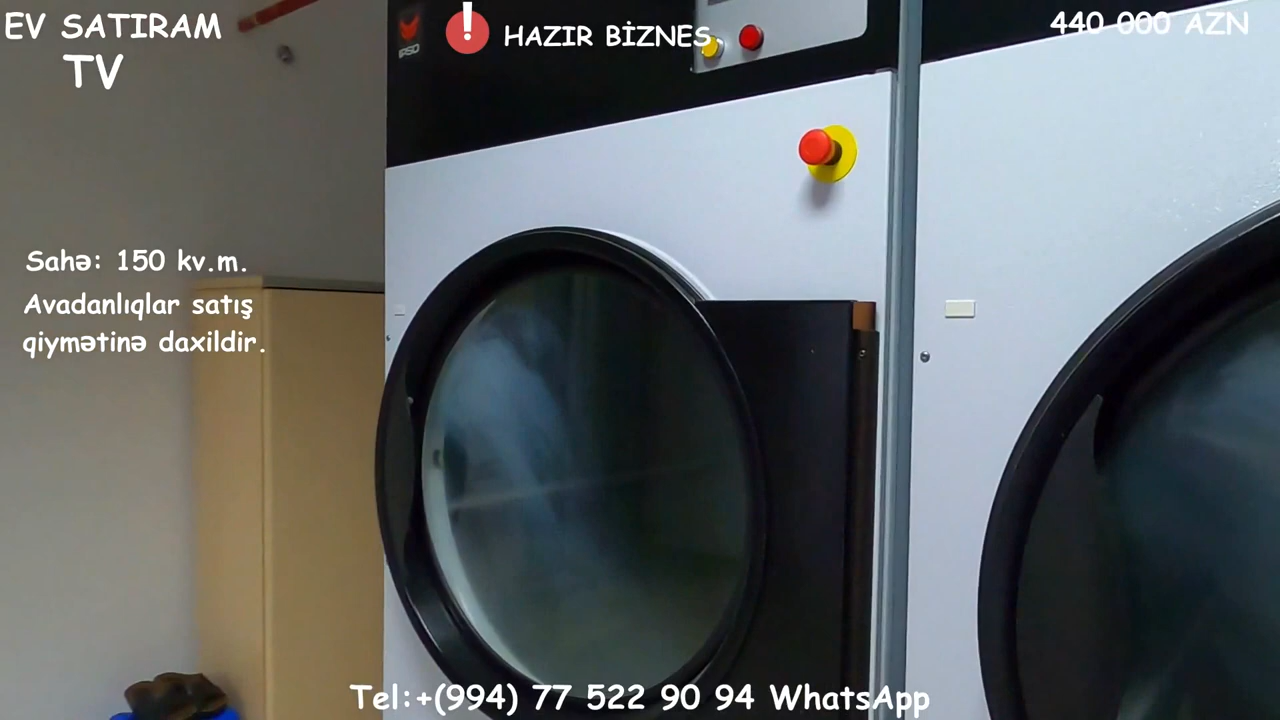 EV SATIRAM
TV
IPSO
HAZIR BİZNES
440 000 AZN
Sahə: 150 kv.m.
Avadanlıqlar satış
qiymətinə daxildir.
Tel:+(994) 77 522 90 94 WhatsApp